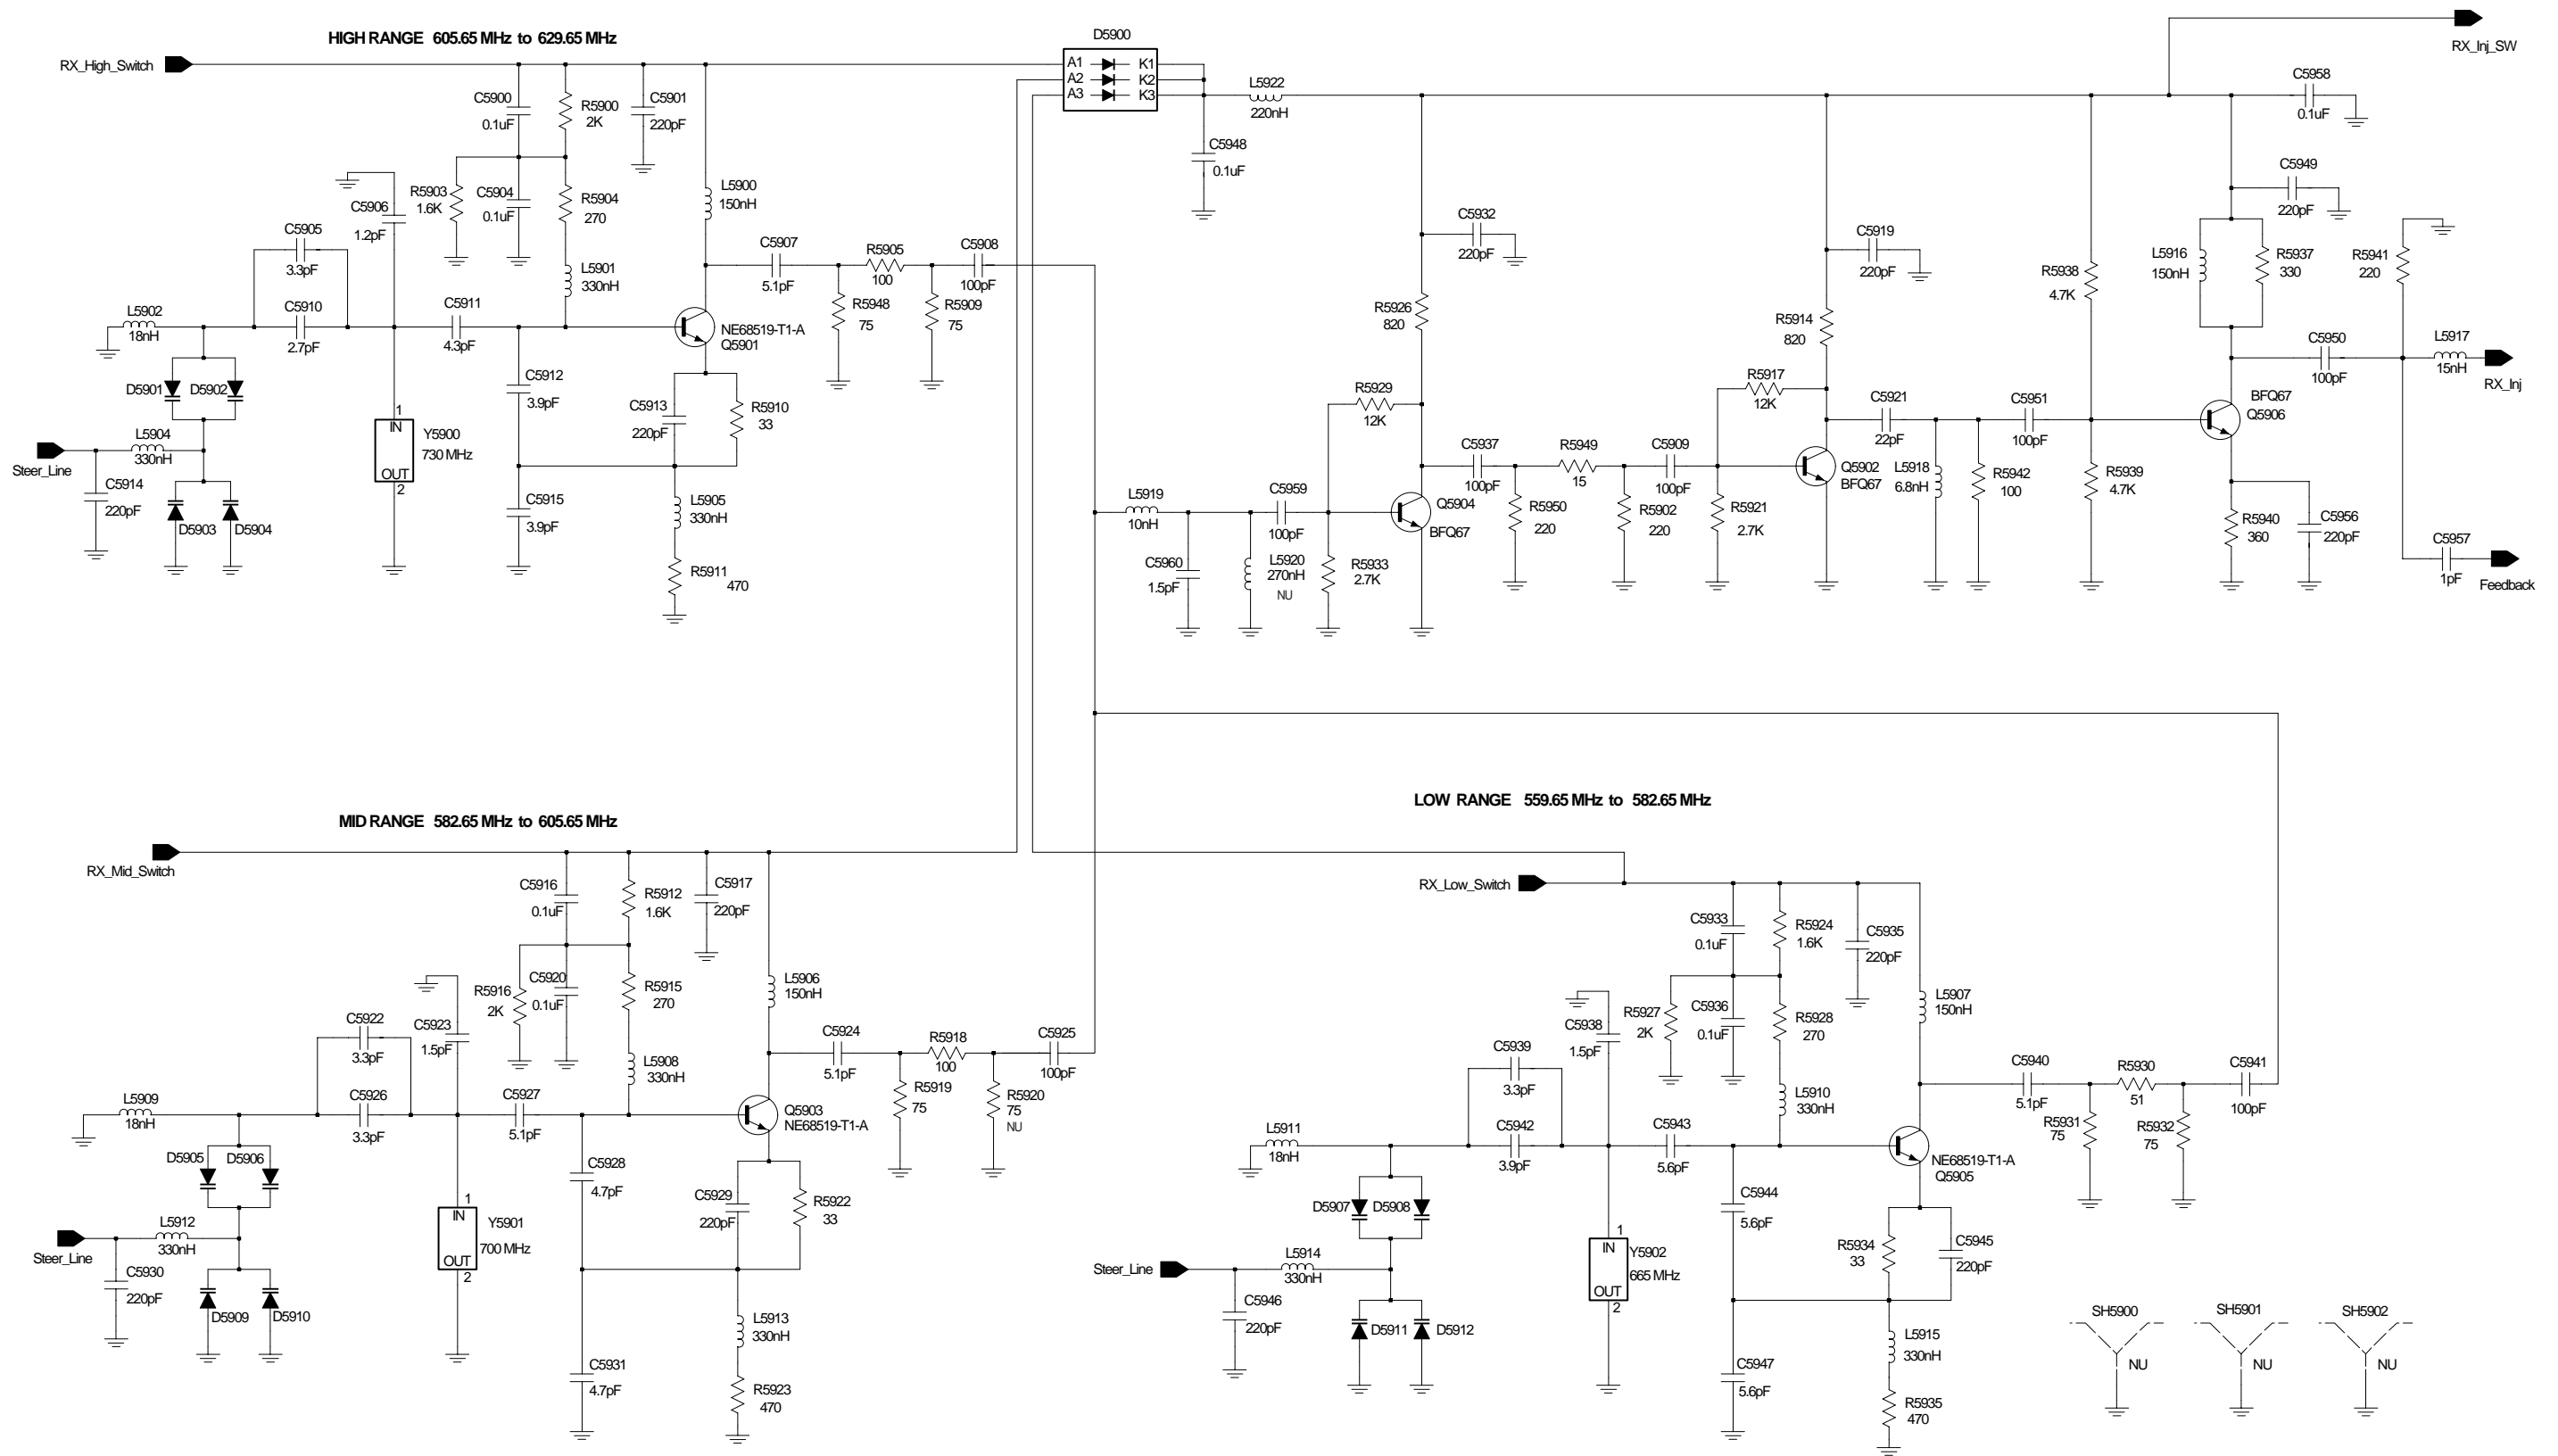 HIGH RANGE 605.65 MHz to 629.65 MHz
RX_High_Switch
C5900
0.1uF
R5900
2K
C5901
220pF
D5900
A1
K1
A2
K2
A3
K3
L5922
220nH
C5948
0.1uF
RX_Inj_SW
C5958
0.1uF
C5949
220pF
R5903
1.6K
C5904
0.1uF
R5904
270
L5900
150nH
C5906
1.2pF
C5905
3.3pF
L5901
330nH
C5907
5.1pF
R5905
100
C5908
100pF
R5948
75
R5909
75
L5902
18nH
C5910
2.7pF
C5911
4.3pF
NE68519-T1-A
Q5901
D5901
D5902
C5912
3.9pF
C5913
220pF
R5910
33
Steer_Line
L5904
330nH
C5914
220pF
D5903
D5904
1
IN
OUT
2
Y5900
730 MHz
C5915
3.9pF
L5905
330nH
R5911
470
C5932
220pF
C5919
220pF
R5926
820
R5914
820
R5938
4.7K
L5916
150nH
R5937
330
R5941
220
L5917
15nH
RX_Inj
C5950
100pF
R5929
12K
R5917
12K
C5921
22pF
C5951
100pF
BFQ67
Q5906
C5937
100pF
R5949
15
C5909
100pF
Q5902
BFQ67
L5918
6.8nH
R5942
100
R5939
4.7K
L5919
10nH
C5959
100pF
Q5904
BFQ67
R5950
220
R5902
220
R5921
2.7K
R5940
360
C5956
220pF
C5957
1pF
Feedback
C5960
1.5pF
L5920
270nH
NU
R5933
2.7K
MID RANGE 582.65 MHz to 605.65 MHz
RX_Mid_Switch
C5916
0.1uF
R5912
1.6K
C5917
220pF
R5916
2K
C5920
0.1uF
R5915
270
L5906
150nH
C5922
3.3pF
C5923
1.5pF
L5908
330nH
C5924
5.1pF
R5918
100
C5925
100pF
R5919
75
R5920
75
NU
L5909
18nH
C5926
3.3pF
C5927
5.1pF
Q5903
NE68519-T1-A
D5905
D5906
C5928
4.7pF
C5929
220pF
R5922
33
Steer_Line
L5912
330nH
C5930
220pF
D5909
D5910
1
IN
OUT
2
Y5901
700 MHz
L5913
330nH
C5931
4.7pF
R5923
470
LOW RANGE 559.65 MHz to 582.65 MHz
RX_Low_Switch
C5933
0.1uF
R5924
1.6K
C5935
220pF
R5927
2K
C5936
0.1uF
R5928
270
L5907
150nH
C5938
1.5pF
C5939
3.3pF
L5910
330nH
C5940
5.1pF
R5930
51
C5941
100pF
R5931
75
R5932
75
L5911
18nH
C5942
3.9pF
C5943
5.6pF
NE68519-T1-A
Q5905
D5907
D5908
C5944
5.6pF
R5934
33
C5945
220pF
Steer_Line
L5914
330nH
C5946
220pF
D5911
D5912
1
IN
OUT
2
Y5902
665 MHz
L5915
330nH
C5947
5.6pF
R5935
470
SH5900
NU
SH5901
NU
SH5902
NU